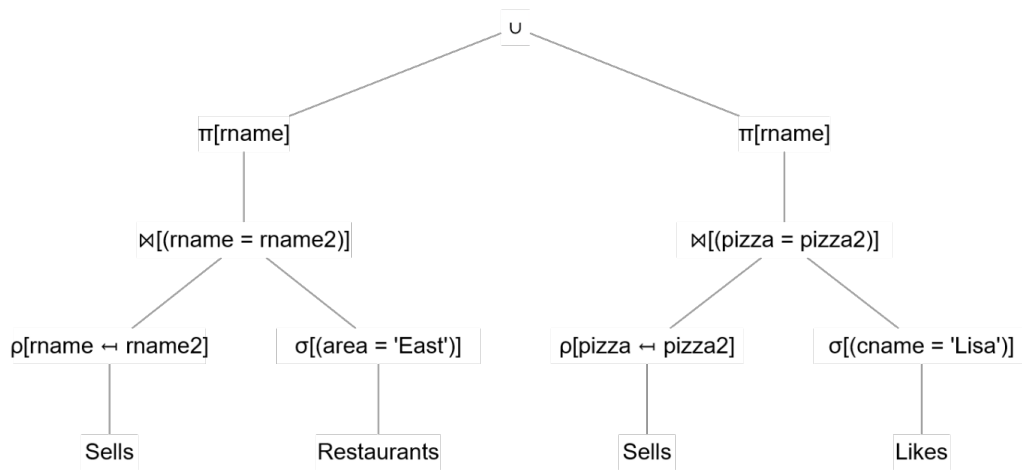 ∪
π[rname]
π[rname]
⋈[(rname = rname2)]
⋈[(pizza = pizza2)]
ρ[rname ↤ rname2]
σ[(area = 'East')]
ρ[pizza ↤ pizza2]
σ[(cname = 'Lisa')]
Sells
Restaurants
Sells
Likes